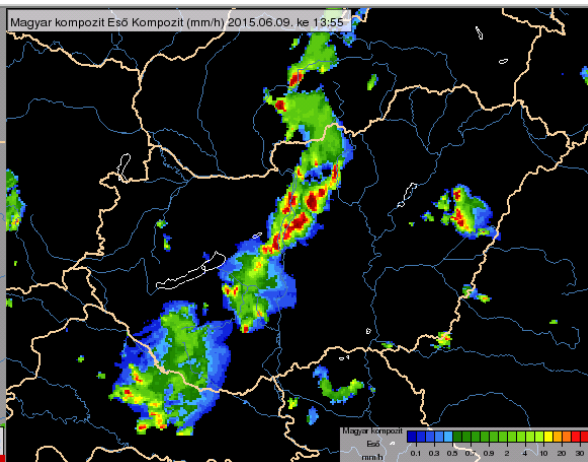 Magyar kompozit Eső Kompozit (mm/h) 2015.06.09. ke 13:55
Magyar kompozit
Eső
mm/h
0.1 0.3 0.5 0.7 0.9 2 4 10 20 30